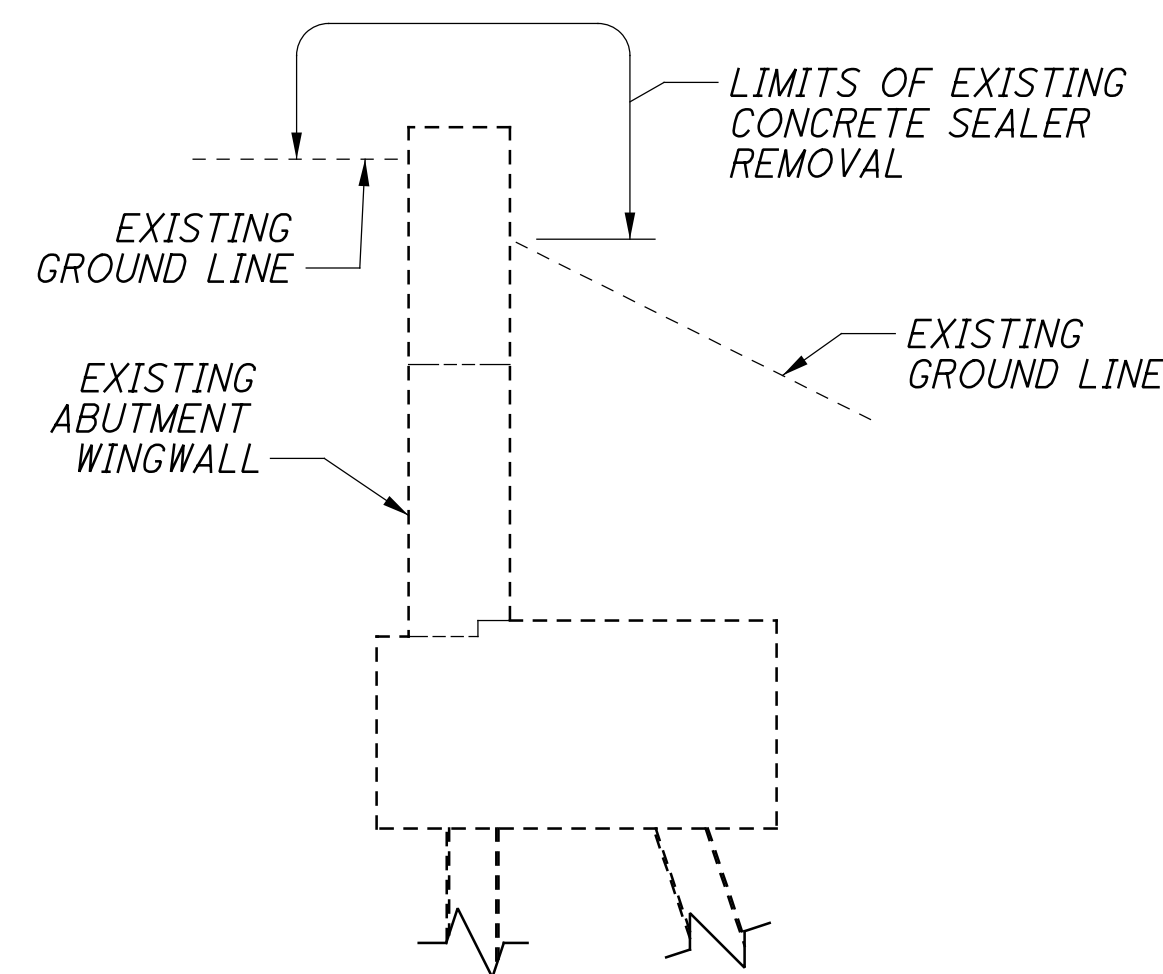 LIMITS OF EXISTING
CONCRETE SEALER
REMOVAL
EXISTING
GROUND LINE
EXISTING
GROUND LINE
EXISTING
ABUTMENT
WINGWALL